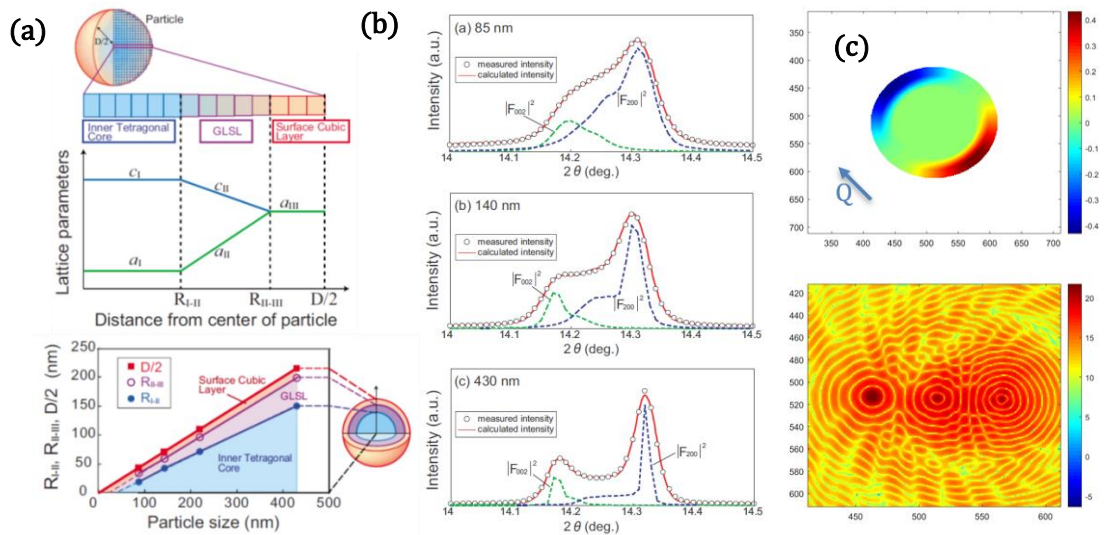 (a)
Particle
D/2
Inner Tetragonal
Core
GLSL
Surface Cubic
Layer
Lattice parameters
c_I
c_II
a_III
a_II
a_I
R_I-II
R_II-III
D/2
Distance from center of particle
R_I-II, R_II-III, D/2 (nm)
250
200
150
100
50
0
D/2
R_II-III
R_I-II
Surface Cubic
Layer
GLSL
Inner Tetragonal
Core
0 100 200 300 400 500
Particle size (nm)
(b)
(a) 85 nm
measured intensity
calculated intensity
|F_002|^2
|F_200|^2
Intensity (a.u.)
14 14.1 14.2 14.3 14.4 14.5
2 θ (deg.)
(b) 140 nm
measured intensity
calculated intensity
|F_002|^2
|F_200|^2
Intensity (a.u.)
14 14.1 14.2 14.3 14.4 14.5
2 θ (deg.)
(c) 430 nm
measured intensity
calculated intensity
|F_002|^2
|F_200|^2
Intensity (a.u.)
14 14.1 14.2 14.3 14.4 14.5
2 θ (deg.)
(c)
350
400
450
500
550
600
650
700
Q
350 400 450 500 550 600 650 700
0.4
0.3
0.2
0.1
0
-0.1
-0.2
-0.3
-0.4
420
440
460
480
500
520
540
560
580
600
450 500 550 600
20
15
10
5
0
-5